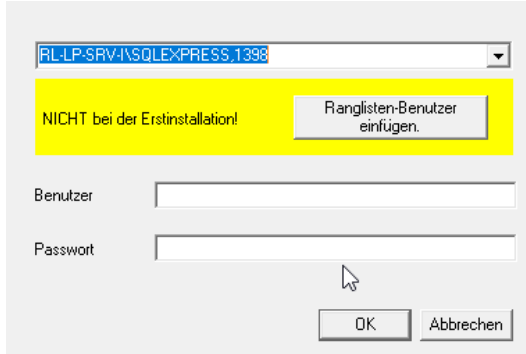 RL-LP-SRV-I\SQLEXPRESS,1398
NICHT bei der Erstinstallation!
Ranglisten-Benutzer
einfügen.
Benutzer
Passwort
OK
Abbrechen